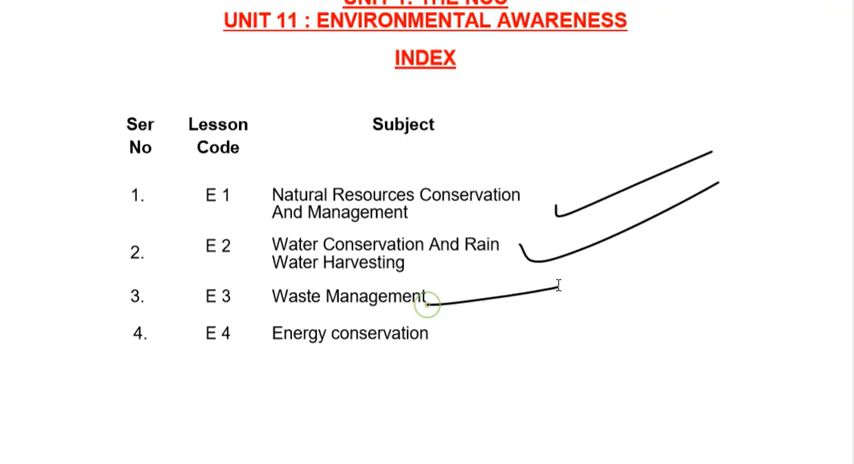 UNIT 11 : ENVIRONMENTAL AWARENESS
INDEX
Ser No Lesson Code Subject
1. E 1 Natural Resources Conservation And Management
2. E 2 Water Conservation And Rain Water Harvesting
3. E 3 Waste Management
4. E 4 Energy conservation